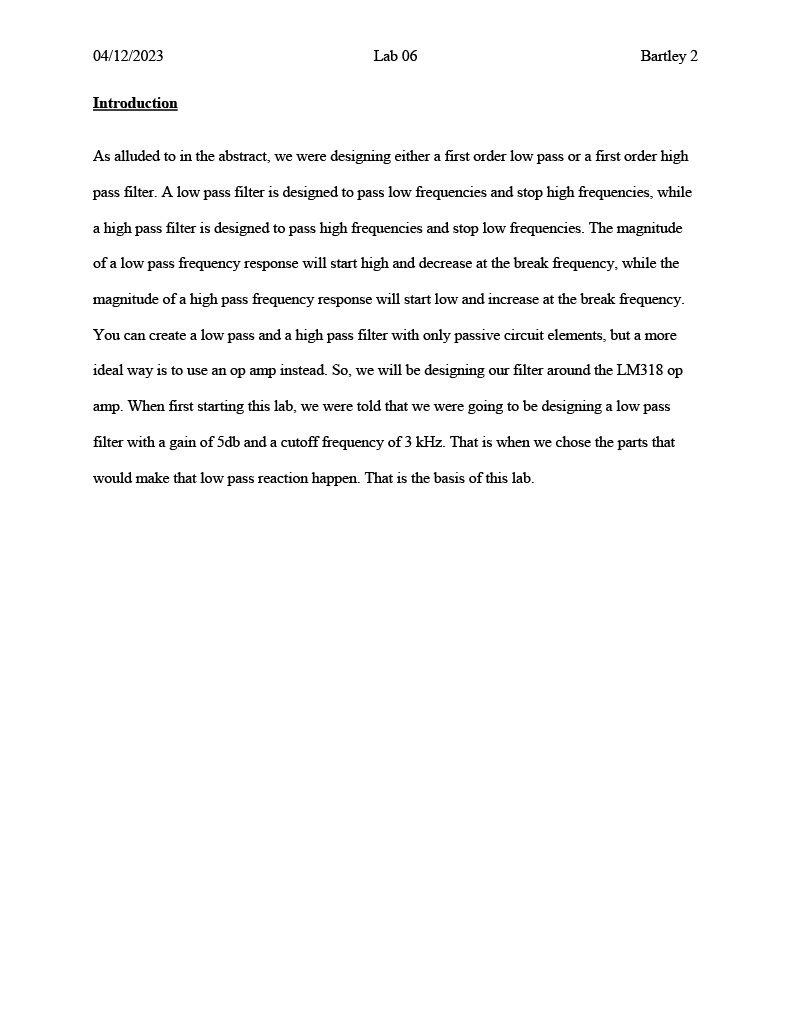 04/12/2023 Lab 06 Bartley 2
Introduction
As alluded to in the abstract, we were designing either a first order low pass or a first order high
pass filter. A low pass filter is designed to pass low frequencies and stop high frequencies, while
a high pass filter is designed to pass high frequencies and stop low frequencies. The magnitude
of a low pass frequency response will start high and decrease at the break frequency, while the
magnitude of a high pass frequency response will start low and increase at the break frequency.
You can create a low pass and a high pass filter with only passive circuit elements, but a more
ideal way is to use an op amp instead. So, we will be designing our filter around the LM318 op
amp. When first starting this lab, we were told that we were going to be designing a low pass
filter with a gain of 5db and a cutoff frequency of 3 kHz. That is when we chose the parts that
would make that low pass reaction happen. That is the basis of this lab.